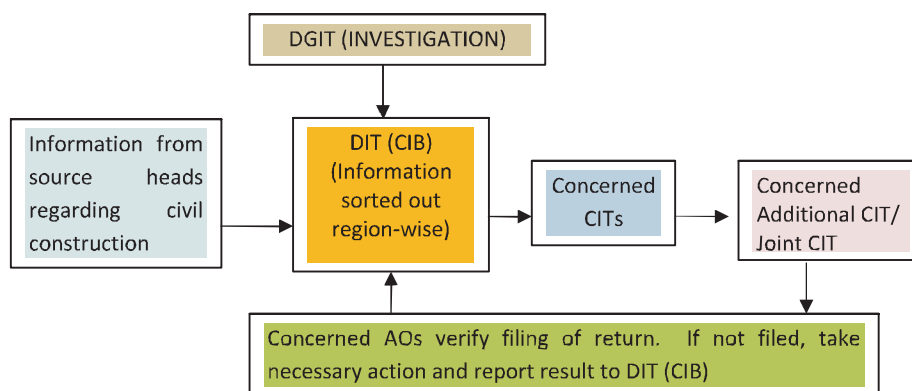 DGIT (INVESTIGATION)
Information from
source heads
regarding civil
construction
DIT (CIB)
(Information
sorted out
region-wise)
Concerned
CITs
Concerned
Additional CIT/
Joint CIT
Concerned AOs verify filing of return. If not filed, take
necessary action and report result to DIT (CIB)